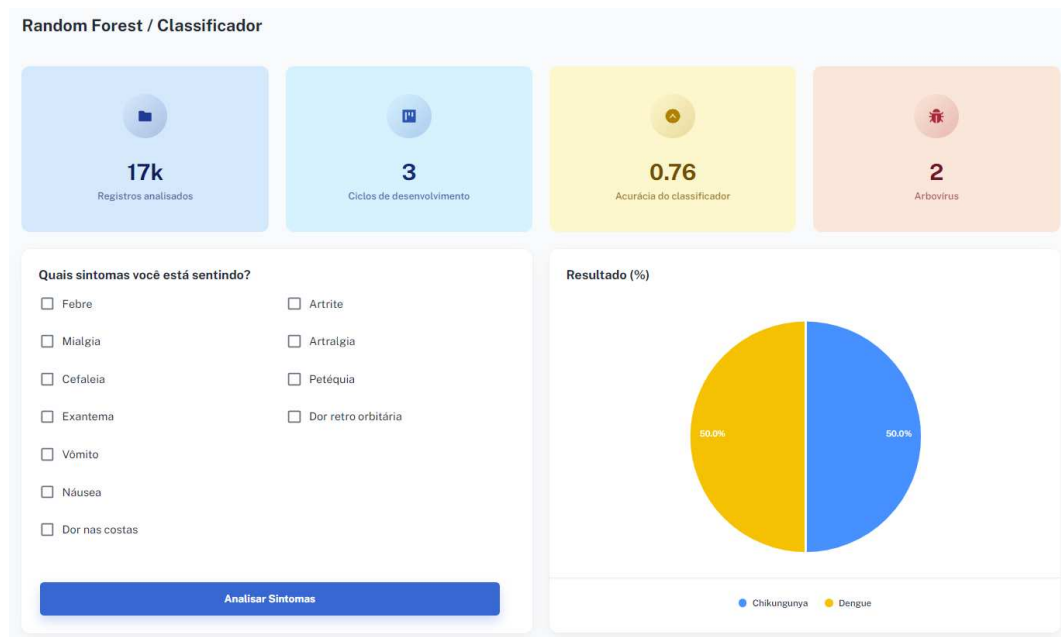 Random Forest / Classificador
17k
Registros analisados
3
Ciclos de desenvolvimento
0.76
Acurácia do classificador
2
Arbovírus
Quais sintomas você está sentindo?
Febre
Artrite
Mialgia
Artralgia
Cefaleia
Petéquia
Exantema
Dor retro orbitária
Vômito
Náusea
Dor nas costas
Analisar Sintomas
Resultado (%)
50.0%
50.0%
Chikungunya
Dengue